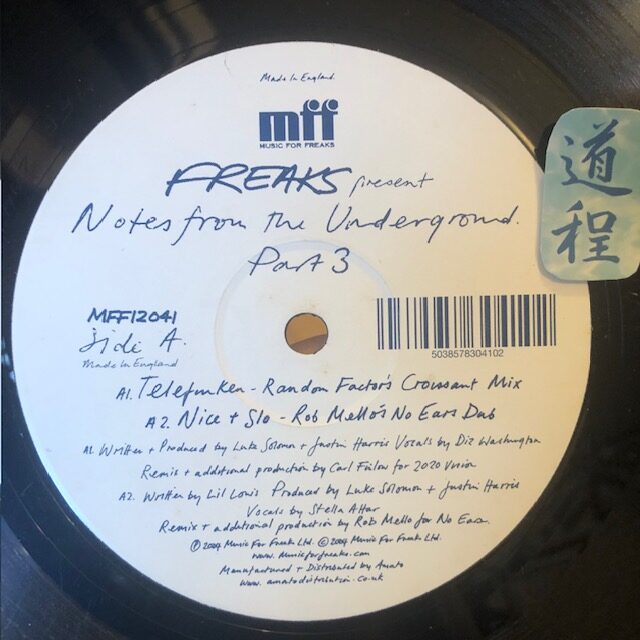 Made In England
mff
MUSIC FOR FREAKS
FREAKS present
Notes from the Underground.
Part 3
道程
MFF12041
Side A.
Made In England
5038578304102
A1. Telefunken - Random Factor's Croissant Mix
A2. Nice + Slo - Rob Mello's No Ears Dub
A1. Written + Produced by Luke Solomon + Justin Harris Vocals by Diz Washington
Remix + additional production by Carl Finlow for 2020 Vision
A2. Written by Lil Louis Produced by Luke Solomon + Justin Harris
Vocals by Stella Attar
Remix + additional production by Rob Mello for No Ears.
℗ 2004 Music For Freaks Ltd. © 2004 Music For Freaks Ltd.
www.musicforfreaks.com
Manufactured + Distributed by Amato
www.amatodistribution.co.uk